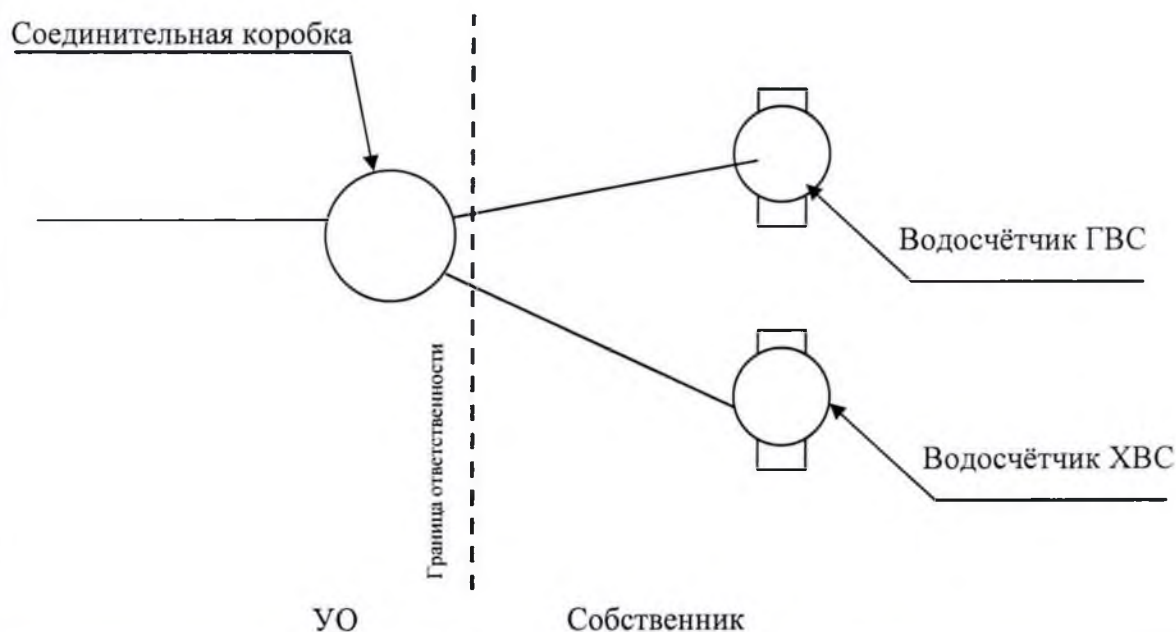 Соединительная коробка
Водосчётчик ГВС
Граница ответственности
Водосчётчик ХВС
УО
Собственник